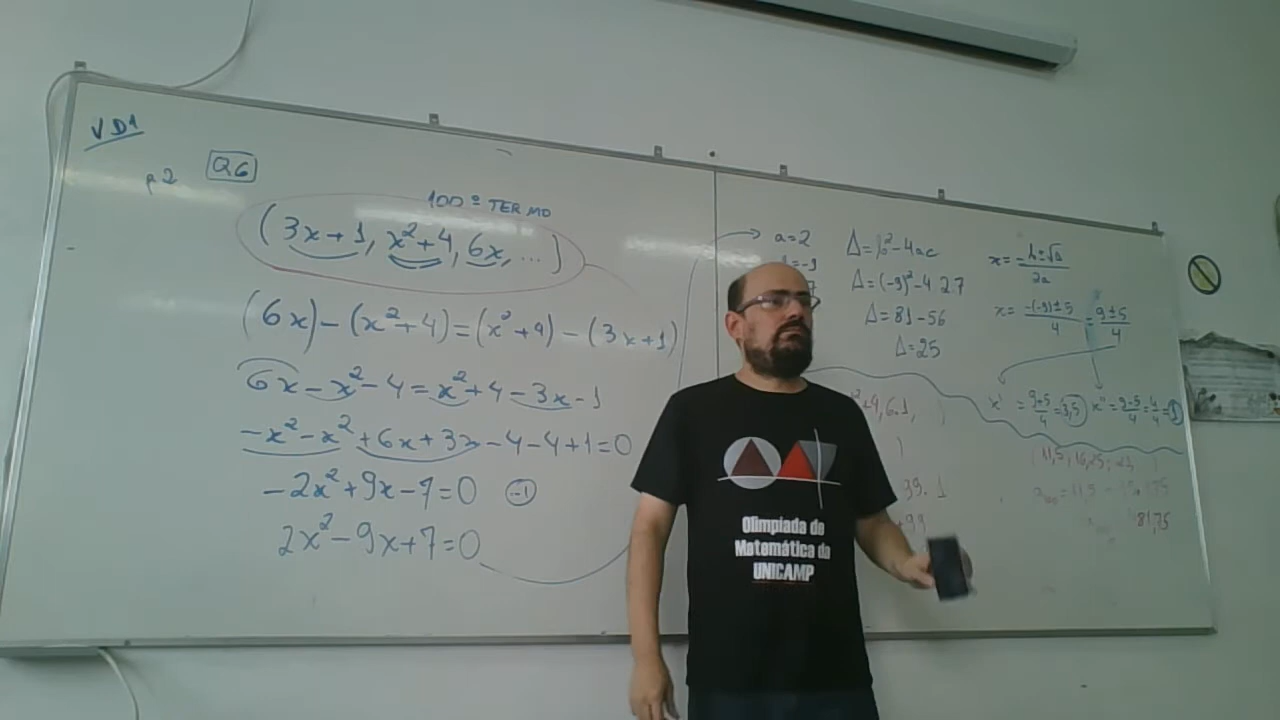 VD1
p2 Q6
100º TERMO
(3x+1, x²+4, 6x, ...)
(6x)-(x²+4)=(x²+4)-(3x+1)
6x-x²-4=x²+4-3x-1
-x²-x²+6x+3x-4-4+1=0
-2x²+9x-7=0 (-1)
2x²-9x+7=0
a=2
Δ=b²-4ac
Δ=(-9)²-4.2.7
Δ=81-56
Δ=25
x=-b±√Δ/2a
x=-(-9)±5/4=9±5/4
x'=9+5/4=3,5 x"=9-5/4=4/4=1
39.1
+99
81,75
Olimpíada de
Matemática da
UNICAMP